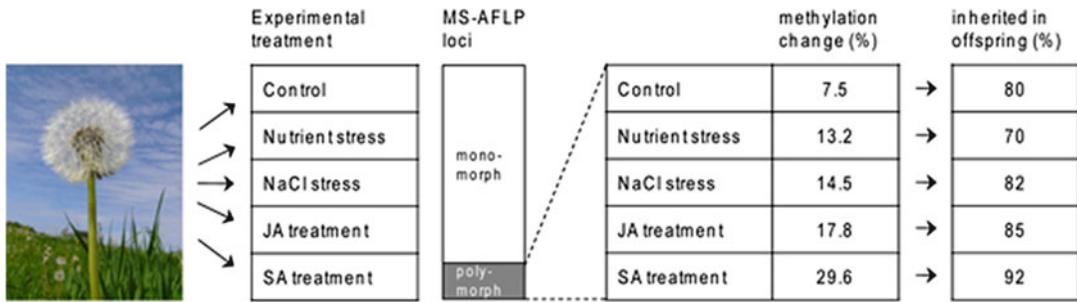 Experimental treatment
MS-AFLP loci
methylation change (%)
inherited in offspring (%)
Control
Nutrient stress
NaCl stress
JA treatment
SA treatment
mono-
morph
poly-
morph
Control 7.5 → 80
Nutrient stress 13.2 → 70
NaCl stress 14.5 → 82
JA treatment 17.8 → 85
SA treatment 29.6 → 92